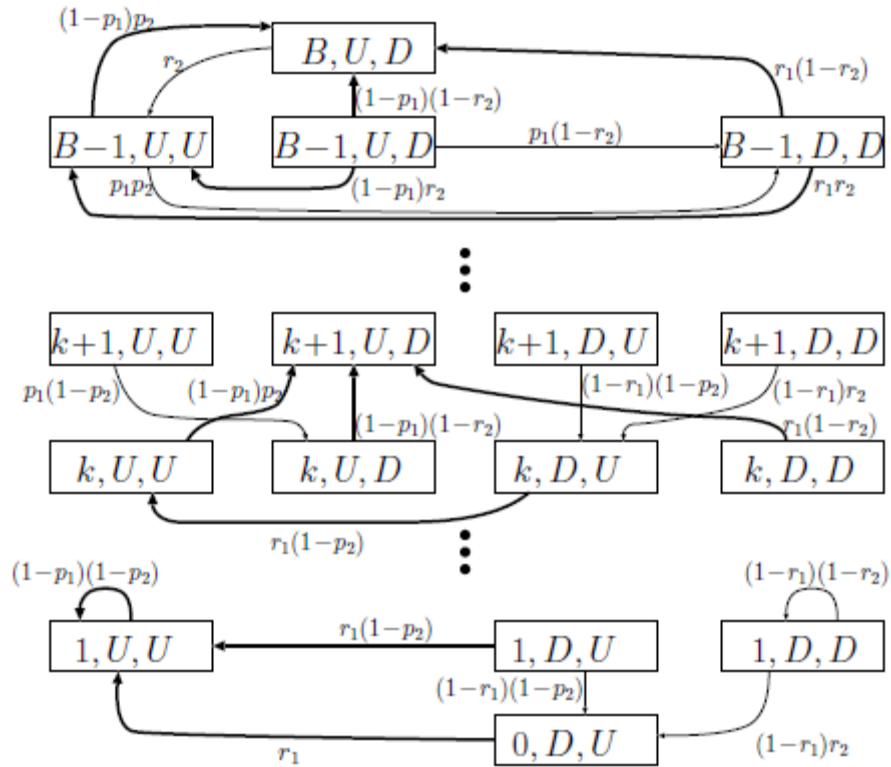 (1−p₁)p₂
B,U,D
r₂
r₁(1−r₂)
(1−p₁)(1−r₂)
B−1,U,U
B−1,U,D
p₁(1−r₂)
B−1,D,D
p₁p₂
(1−p₁)r₂
r₁r₂
k+1,U,U
k+1,U,D
k+1,D,U
k+1,D,D
p₁(1−p₂)
(1−p₁)p₂
(1−r₁)(1−p₂)
(1−r₁)r₂
(1−p₁)(1−r₂)
r₁(1−r₂)
k,U,U
k,U,D
k,D,U
k,D,D
r₁(1−p₂)
(1−p₁)(1−p₂)
(1−r₁)(1−r₂)
r₁(1−p₂)
1,U,U
1,D,U
1,D,D
(1−r₁)(1−p₂)
0,D,U
r₁
(1−r₁)r₂